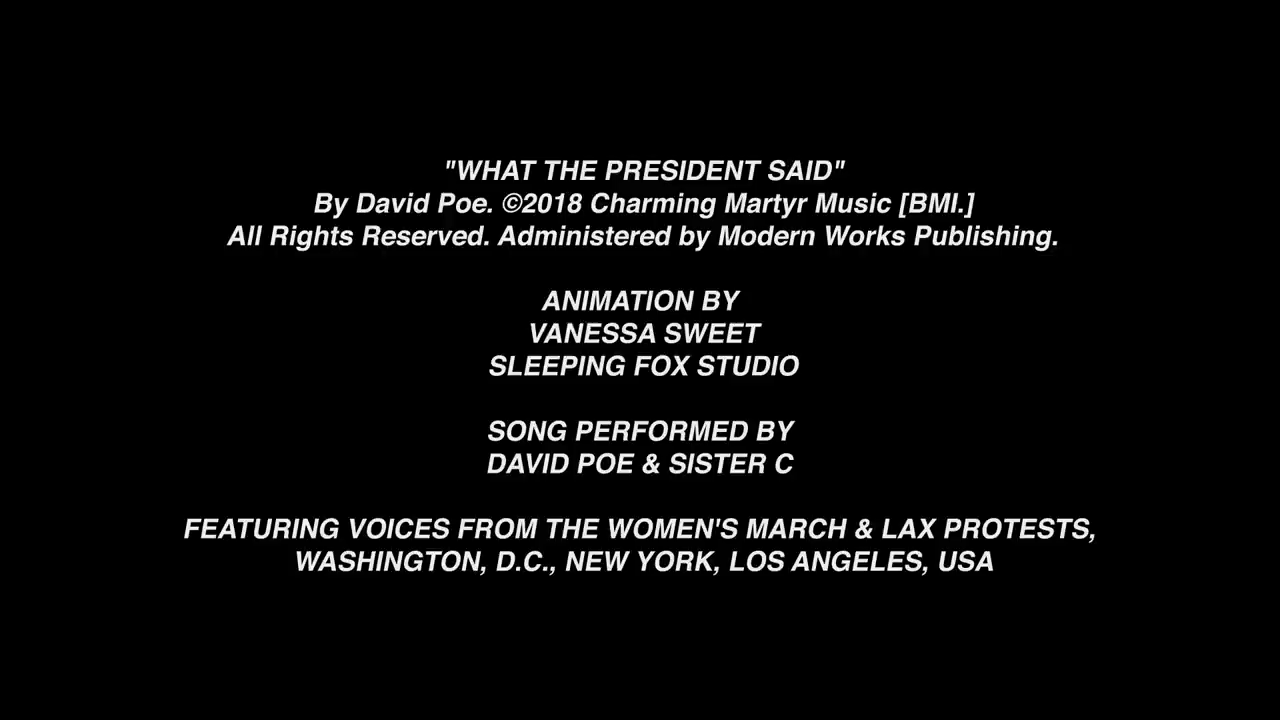 "WHAT THE PRESIDENT SAID"
By David Poe. ©2018 Charming Martyr Music [BMI.]
All Rights Reserved. Administered by Modern Works Publishing.
ANIMATION BY
VANESSA SWEET
SLEEPING FOX STUDIO
SONG PERFORMED BY
DAVID POE & SISTER C
FEATURING VOICES FROM THE WOMEN'S MARCH & LAX PROTESTS,
WASHINGTON, D.C., NEW YORK, LOS ANGELES, USA